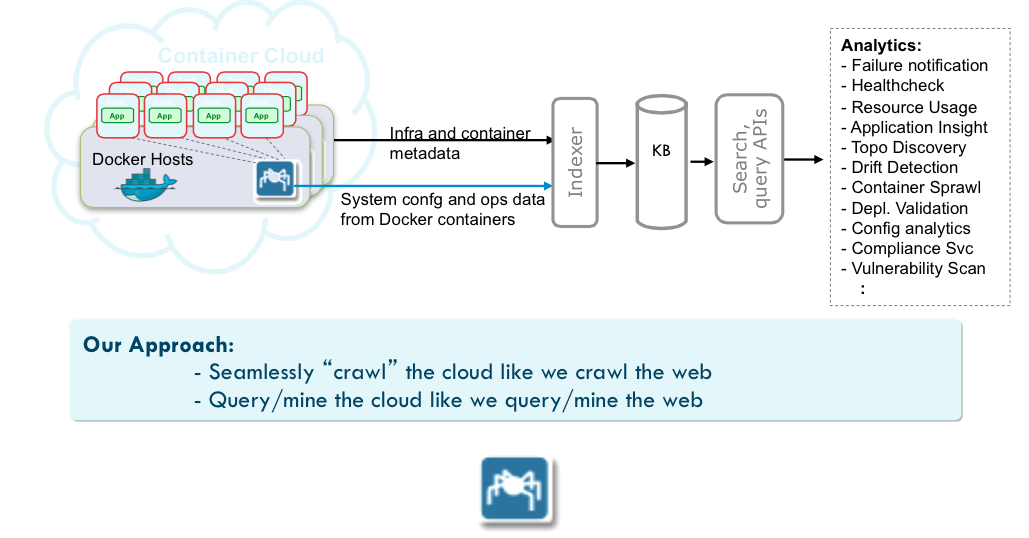 Container Cloud
App
App
App
App
Docker Hosts
Infra and container
metadata
System confg and ops data
from Docker containers
Indexer
KB
Search,
query APIs
Analytics:
- Failure notification
- Healthcheck
- Resource Usage
- Application Insight
- Topo Discovery
- Drift Detection
- Container Sprawl
- Depl. Validation
- Config analytics
- Compliance Svc
- Vulnerability Scan
:
Our Approach:
- Seamlessly “crawl” the cloud like we crawl the web
- Query/mine the cloud like we query/mine the web